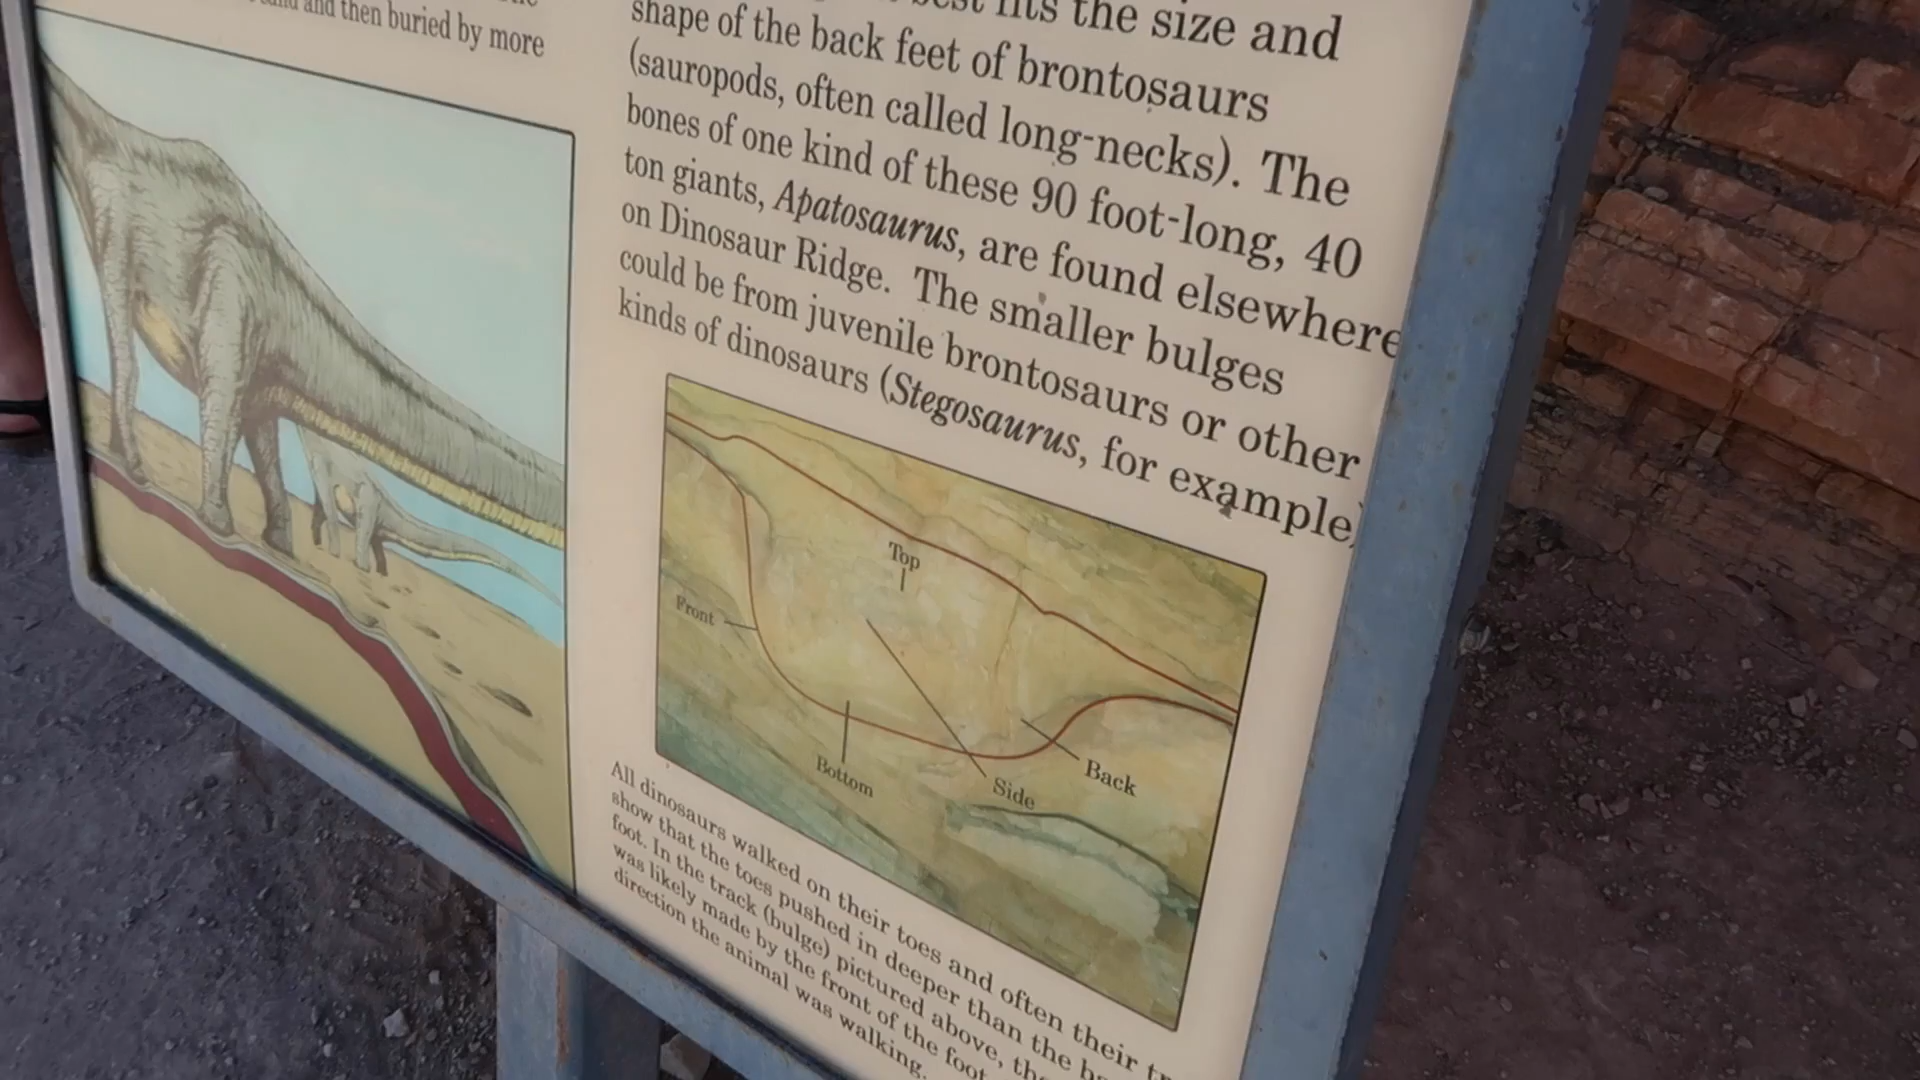 and then buried by more
best fits the size and
shape of the back feet of brontosaurs
(sauropods, often called long-necks). The
bones of one kind of these 90 foot-long, 40
ton giants, Apatosaurus, are found elsewhere
on Dinosaur Ridge. The smaller bulges
could be from juvenile brontosaurs or other
kinds of dinosaurs (Stegosaurus, for example)
Top
Front
Bottom
Side
Back
All dinosaurs walked on their toes and often their
show that the toes pushed in deeper than the
foot. In the track (bulge) pictured above,
was likely made by the front of the foot
direction the animal was walking.